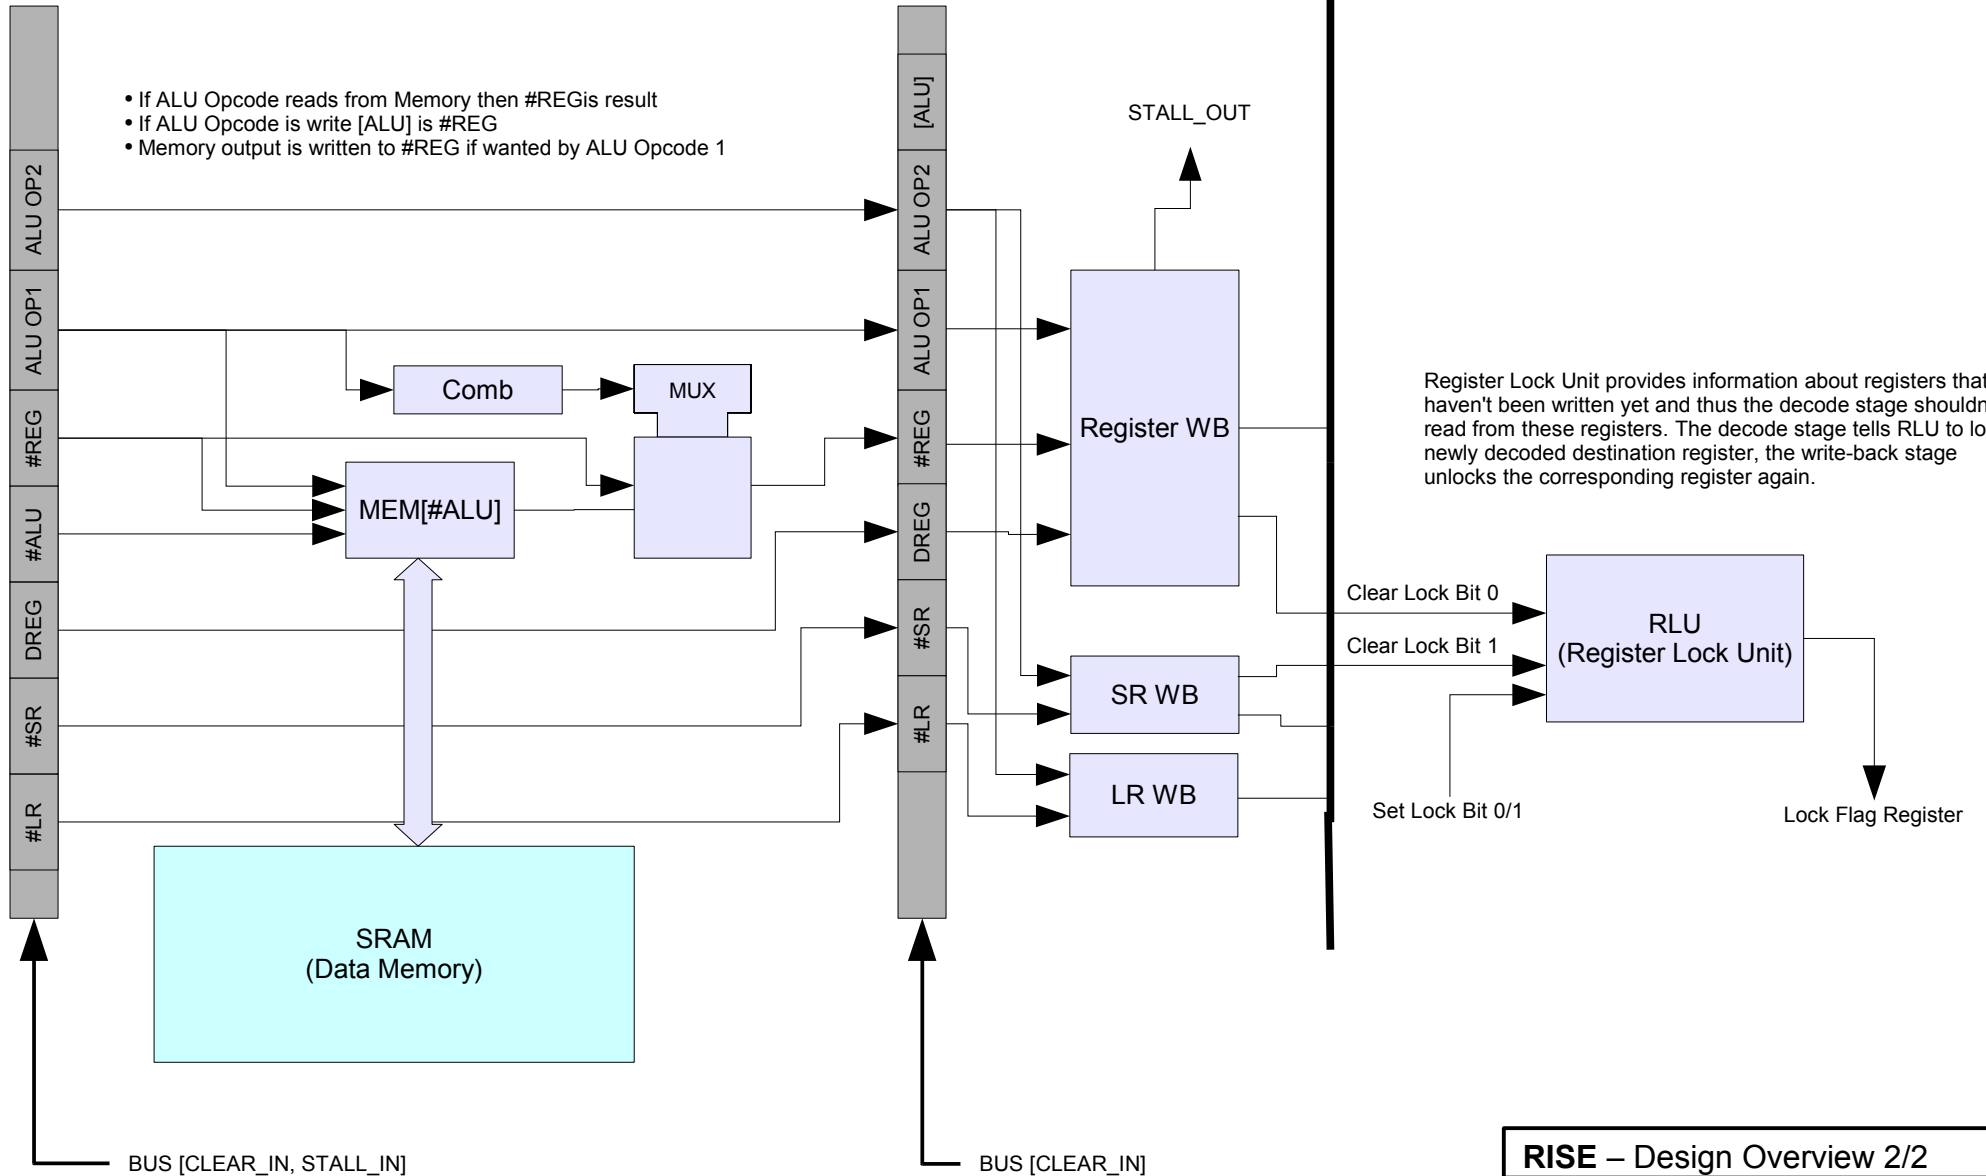 • If ALU Opcode reads from Memory then #REGis result
• If ALU Opcode is write [ALU] is #REG
• Memory output is written to #REG if wanted by ALU Opcode 1
ALU OP2
ALU OP1
#REG
#ALU
DREG
#SR
#LR
Comb
MUX
MEM[#ALU]
SRAM
(Data Memory)
BUS [CLEAR_IN, STALL_IN]
[ALU]
ALU OP2
ALU OP1
#REG
DREG
#SR
#LR
BUS [CLEAR_IN]
STALL_OUT
Register WB
SR WB
LR WB
Register Lock Unit provides information about registers that
haven't been written yet and thus the decode stage shouldn
read from these registers. The decode stage tells RLU to lo
newly decoded destination register, the write-back stage
unlocks the corresponding register again.
Clear Lock Bit 0
Clear Lock Bit 1
Set Lock Bit 0/1
RLU
(Register Lock Unit)
Lock Flag Register
RISE – Design Overview 2/2